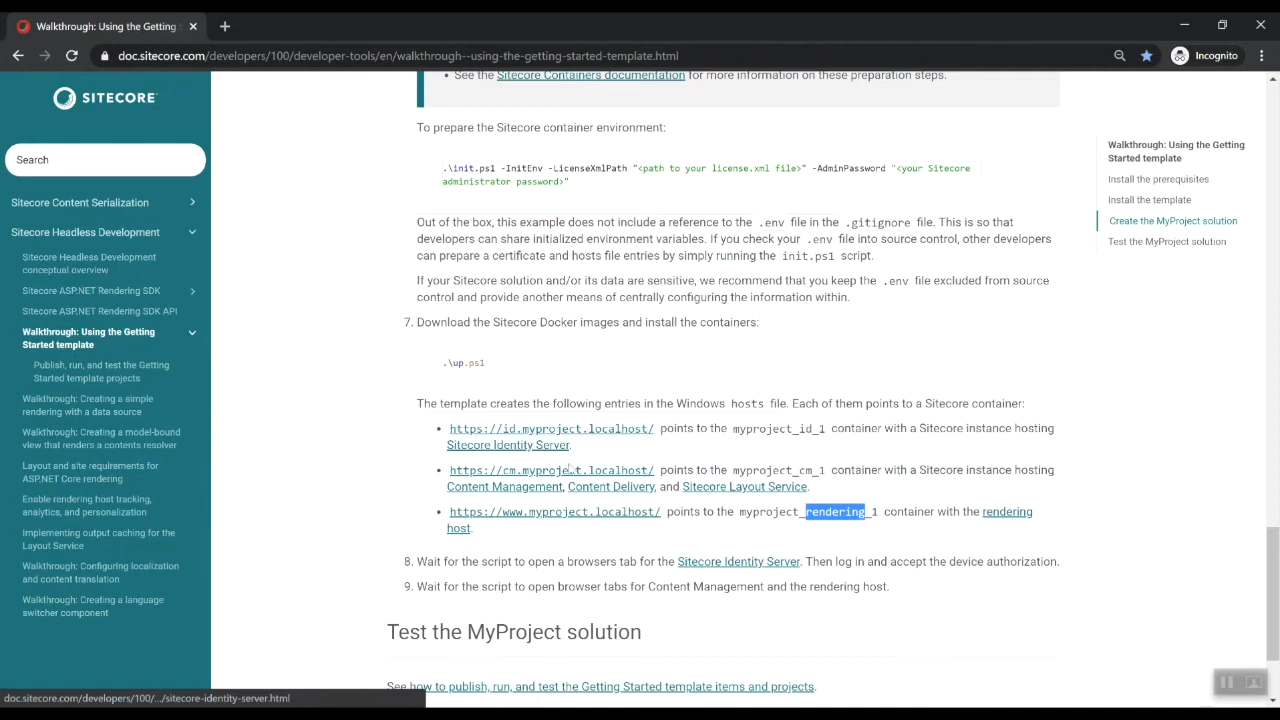 Walkthrough: Using the Getting
doc.sitecore.com/developers/100/developer-tools/en/walkthrough--using-the-getting-started-template.html
Incognito
SITECORE
Search
Sitecore Content Serialization
Sitecore Headless Development
Sitecore Headless Development
conceptual overview
Sitecore ASP.NET Rendering SDK
Sitecore ASP.NET Rendering SDK API
Walkthrough: Using the Getting
Started template
Publish, run, and test the Getting
Started template projects
Walkthrough: Creating a simple
rendering with a data source
Walkthrough: Creating a model-bound
view that renders a contents resolver
Layout and site requirements for
ASP.NET Core rendering
Enable rendering host tracking,
analytics, and personalization
Implementing output caching for the
Layout Service
Walkthrough: Configuring localization
and content translation
Walkthrough: Creating a language
switcher component
• See the Sitecore Containers documentation for more information on these preparation steps.
To prepare the Sitecore container environment:
.\init.ps1 -InitEnv -LicenseXmlPath "<path to your license.xml file>" -AdminPassword "<your Sitecore
administrator password>"
Out of the box, this example does not include a reference to the .env file in the .gitignore file. This is so that
developers can share initialized environment variables. If you check your .env file into source control, other developers
can prepare a certificate and hosts file entries by simply running the init.ps1 script.
If your Sitecore solution and/or its data are sensitive, we recommend that you keep the .env file excluded from source
control and provide another means of centrally configuring the information within.
7. Download the Sitecore Docker images and install the containers:
.\up.ps1
The template creates the following entries in the Windows hosts file. Each of them points to a Sitecore container:
• https://id.myproject.localhost/ points to the myproject_id_1 container with a Sitecore instance hosting
Sitecore Identity Server.
• https://cm.myproject.localhost/ points to the myproject_cm_1 container with a Sitecore instance hosting
Content Management, Content Delivery, and Sitecore Layout Service.
• https://www.myproject.localhost/ points to the myproject_rendering_1 container with the rendering
host.
8. Wait for the script to open a browsers tab for the Sitecore Identity Server. Then log in and accept the device authorization.
9. Wait for the script to open browser tabs for Content Management and the rendering host.
Test the MyProject solution
See how to publish, run, and test the Getting Started template items and projects.
Walkthrough: Using the Getting
Started template
Install the prerequisites
Install the template
Create the MyProject solution
Test the MyProject solution
doc.sitecore.com/developers/100/.../sitecore-identity-server.html